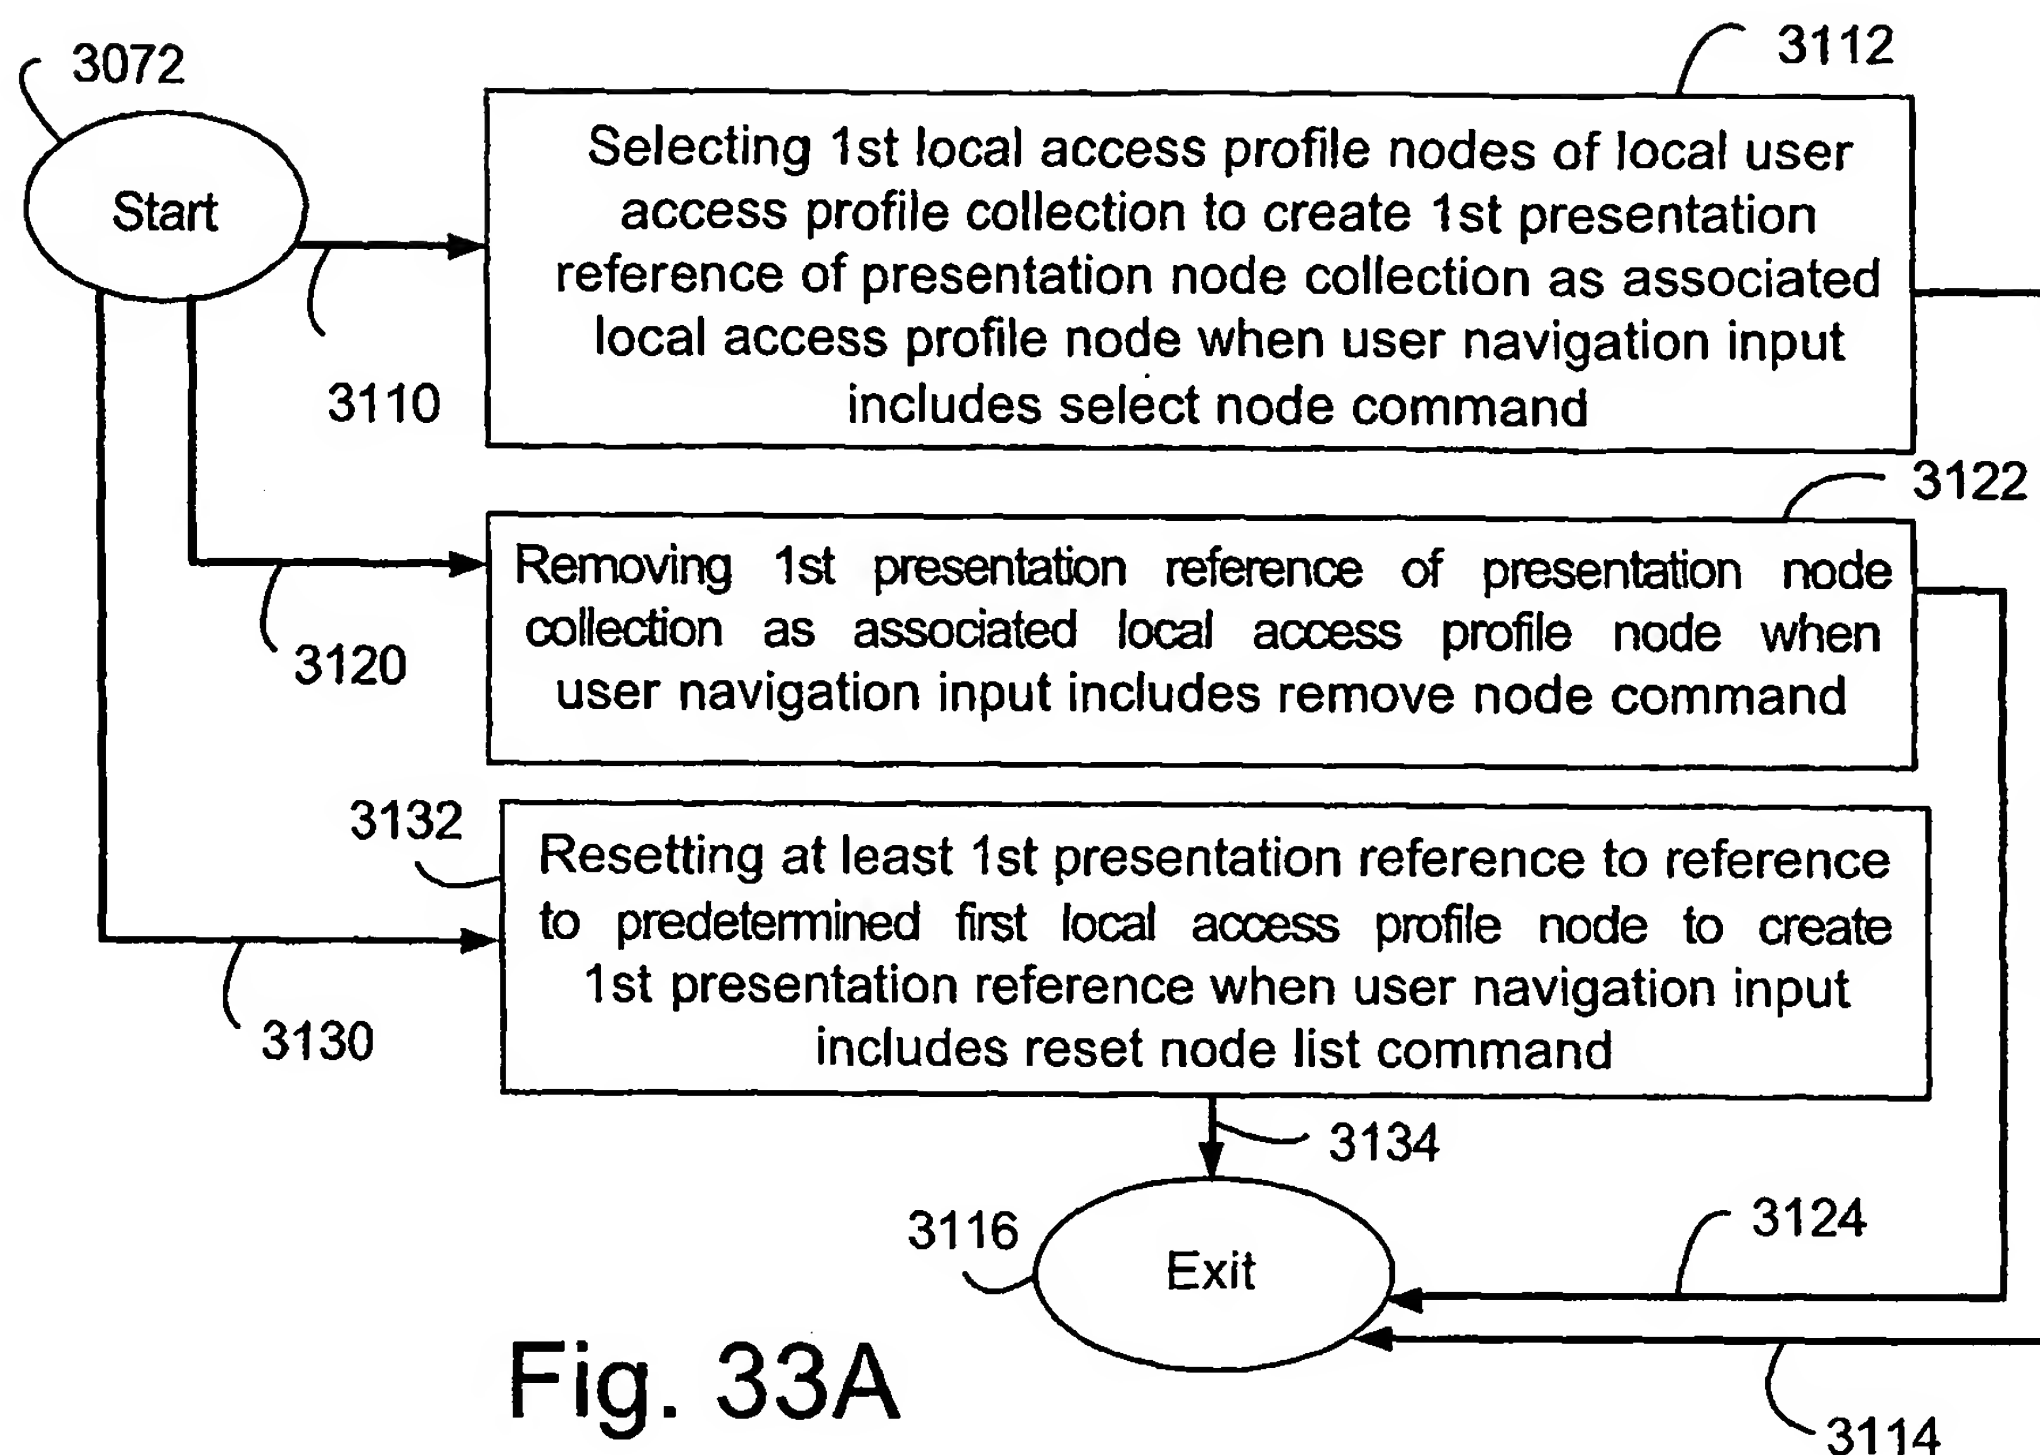 3072
Start
3110
3112
Selecting 1st local access profile nodes of local user
access profile collection to create 1st presentation
reference of presentation node collection as associated
local access profile node when user navigation input
includes select node command
3122
3120
Removing 1st presentation reference of presentation node
collection as associated local access profile node when
user navigation input includes remove node command
3132
3130
Resetting at least 1st presentation reference to reference
to predetermined first local access profile node to create
1st presentation reference when user navigation input
includes reset node list command
3134
3116
Exit
3124
3114
Fig. 33A